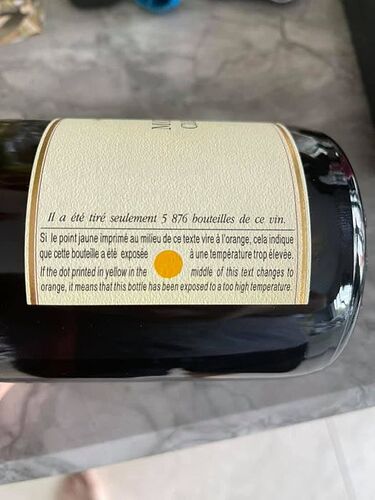 Il a été tiré seulement 5 876 bouteilles de ce vin.
Si le point jaune imprimé au milieu de ce texte vire à l'orange, cela indique
que cette bouteille a été exposée à une température trop élevée.
If the dot printed in yellow in the middle of this text changes to
orange, it means that this bottle has been exposed to a too high temperature.